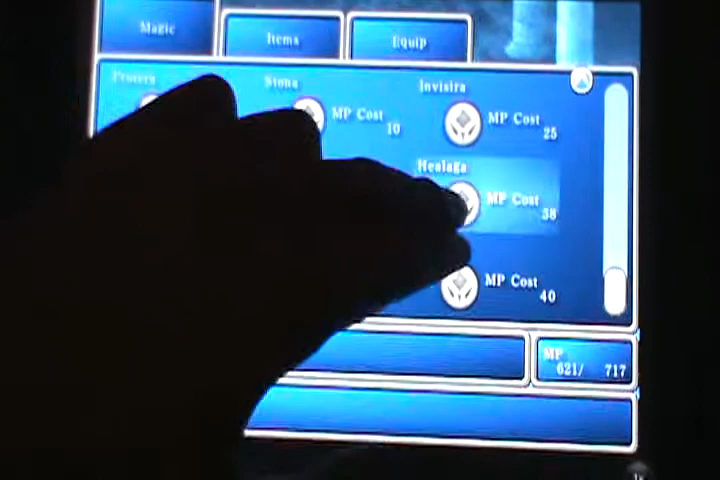 Magic
Items
Equip
Protera
Stona
Invisira
MP Cost
10
MP Cost
25
Healaga
MP Cost
38
MP Cost
40
MP
621/ 717